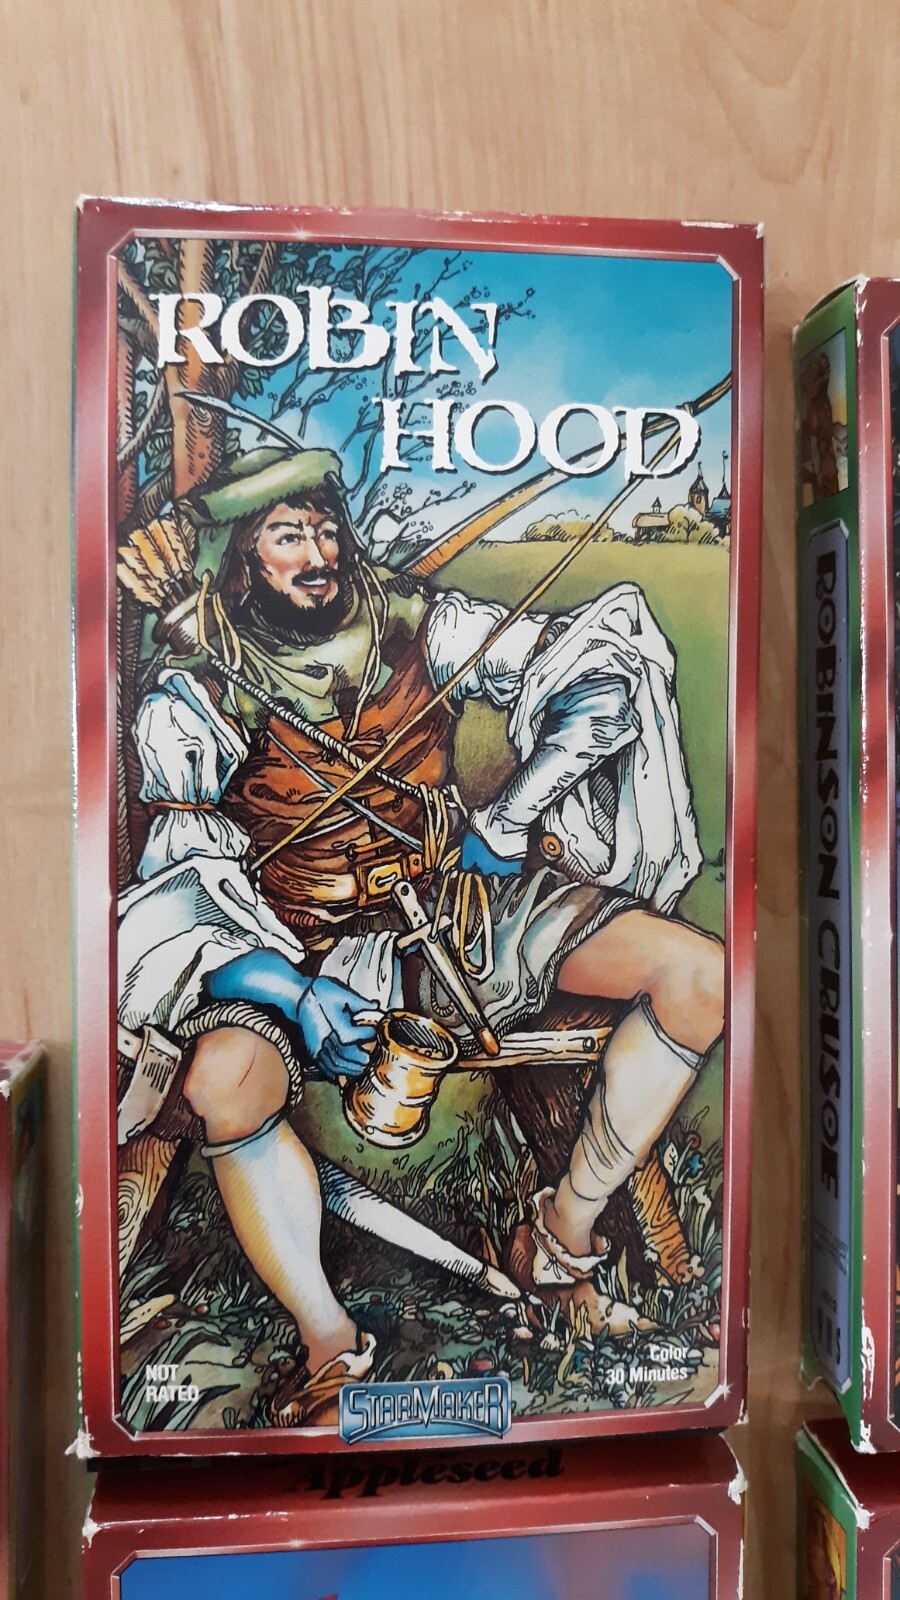 ROBIN
HOOD
NOT
RATED
Color
30 Minutes
STARMAKER
Appleseed
ROBINSON CRUSOE